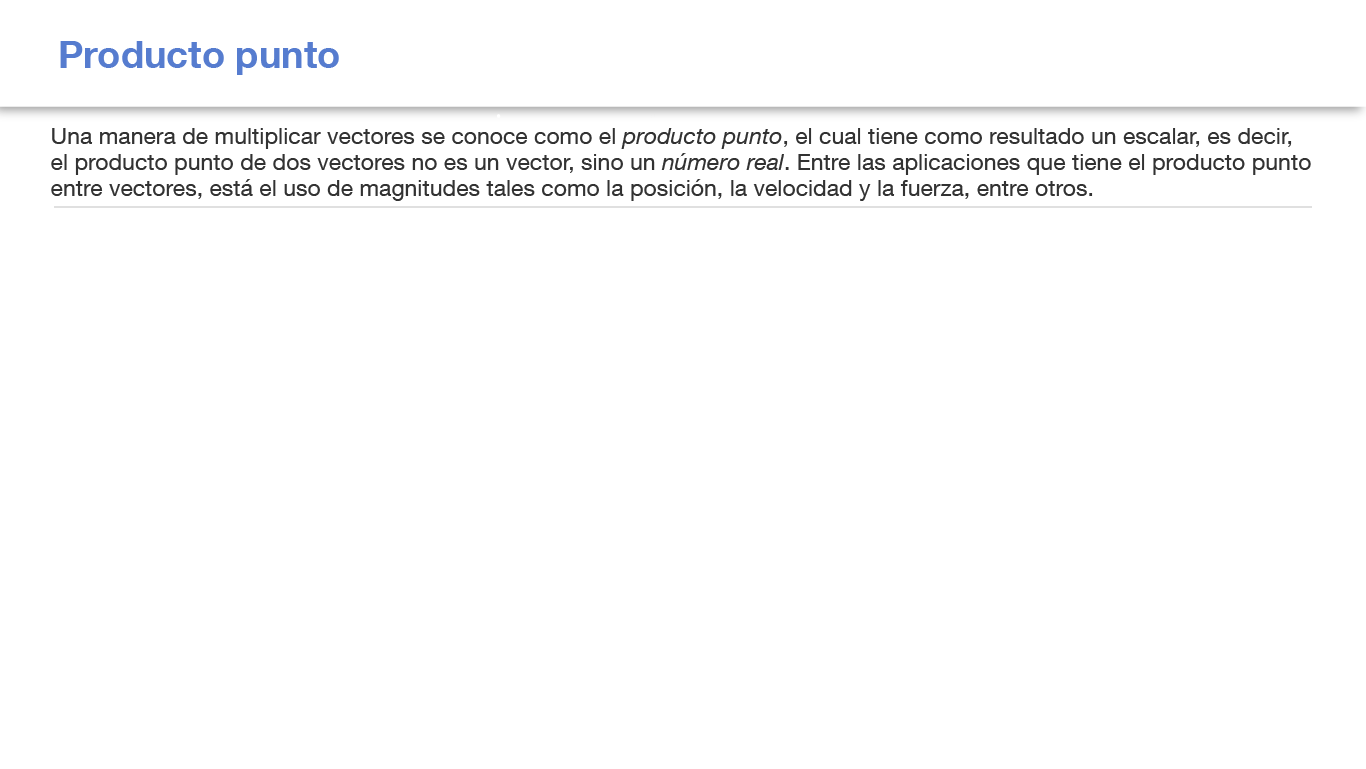 Producto punto
Una manera de multiplicar vectores se conoce como el producto punto, el cual tiene como resultado un escalar, es decir,
el producto punto de dos vectores no es un vector, sino un número real. Entre las aplicaciones que tiene el producto punto
entre vectores, está el uso de magnitudes tales como la posición, la velocidad y la fuerza, entre otros.